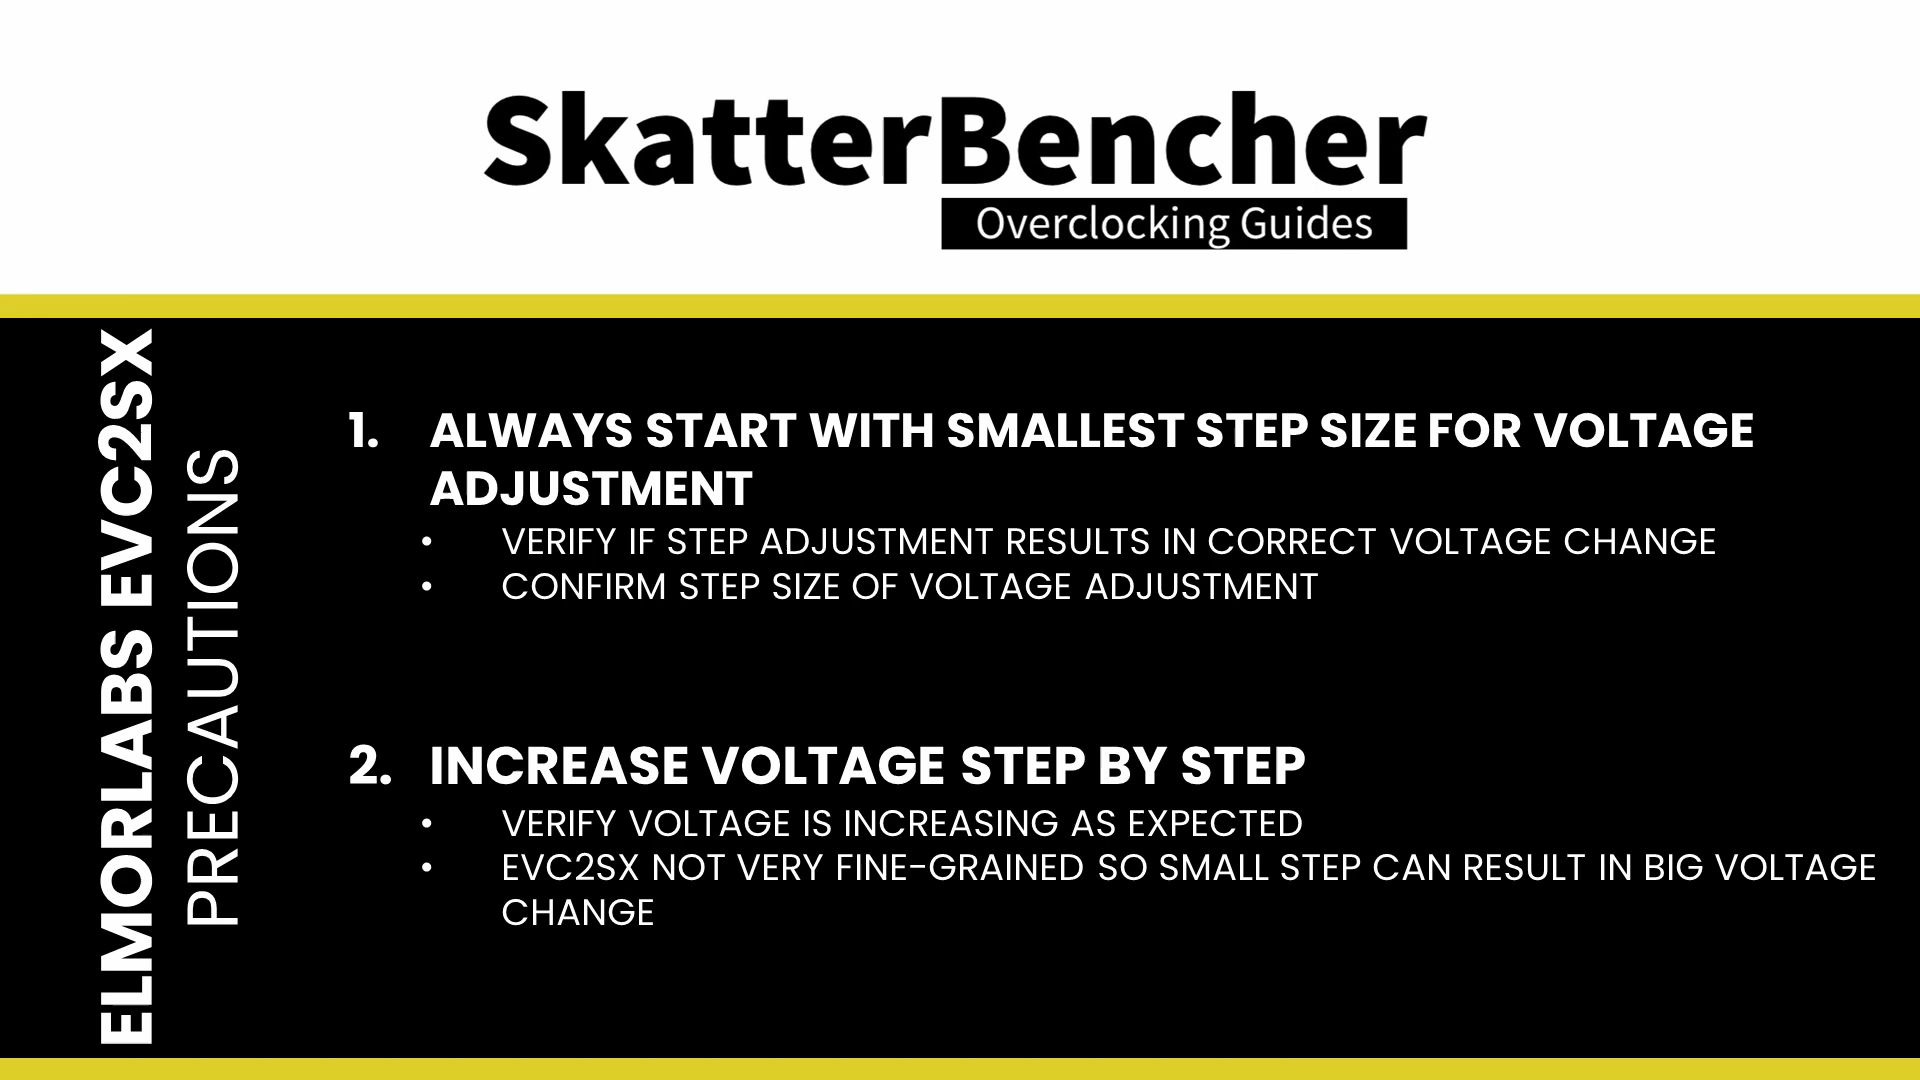 SkatterBencher
Overclocking Guides
ELMORLABS EVC2SX
PRECAUTIONS
1. ALWAYS START WITH SMALLEST STEP SIZE FOR VOLTAGE
ADJUSTMENT
• VERIFY IF STEP ADJUSTMENT RESULTS IN CORRECT VOLTAGE CHANGE
• CONFIRM STEP SIZE OF VOLTAGE ADJUSTMENT
2. INCREASE VOLTAGE STEP BY STEP
• VERIFY VOLTAGE IS INCREASING AS EXPECTED
• EVC2SX NOT VERY FINE-GRAINED SO SMALL STEP CAN RESULT IN BIG VOLTAGE
CHANGE